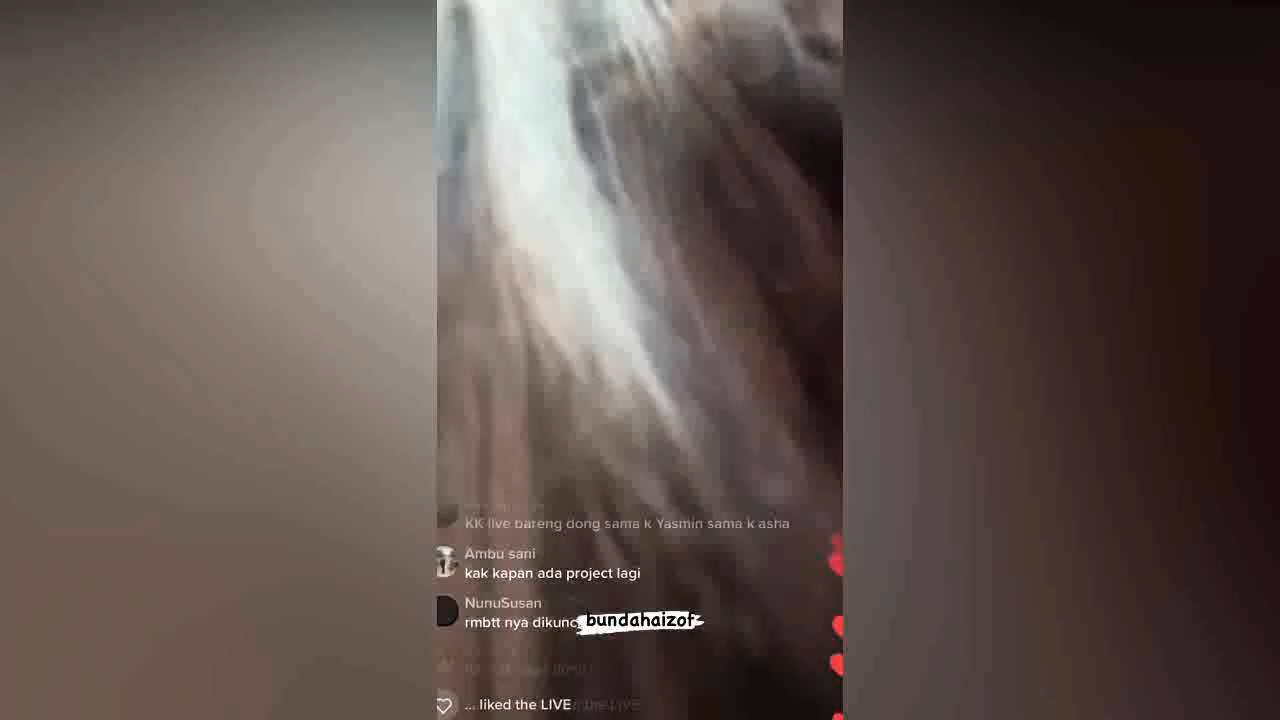 KK live bareng dong sama k Yasmin sama k asha
Ambu sani
kak kapan ada project lagi
NunuSusan
rmbtt nya dikunc
bundahaizof
... liked the LIVE